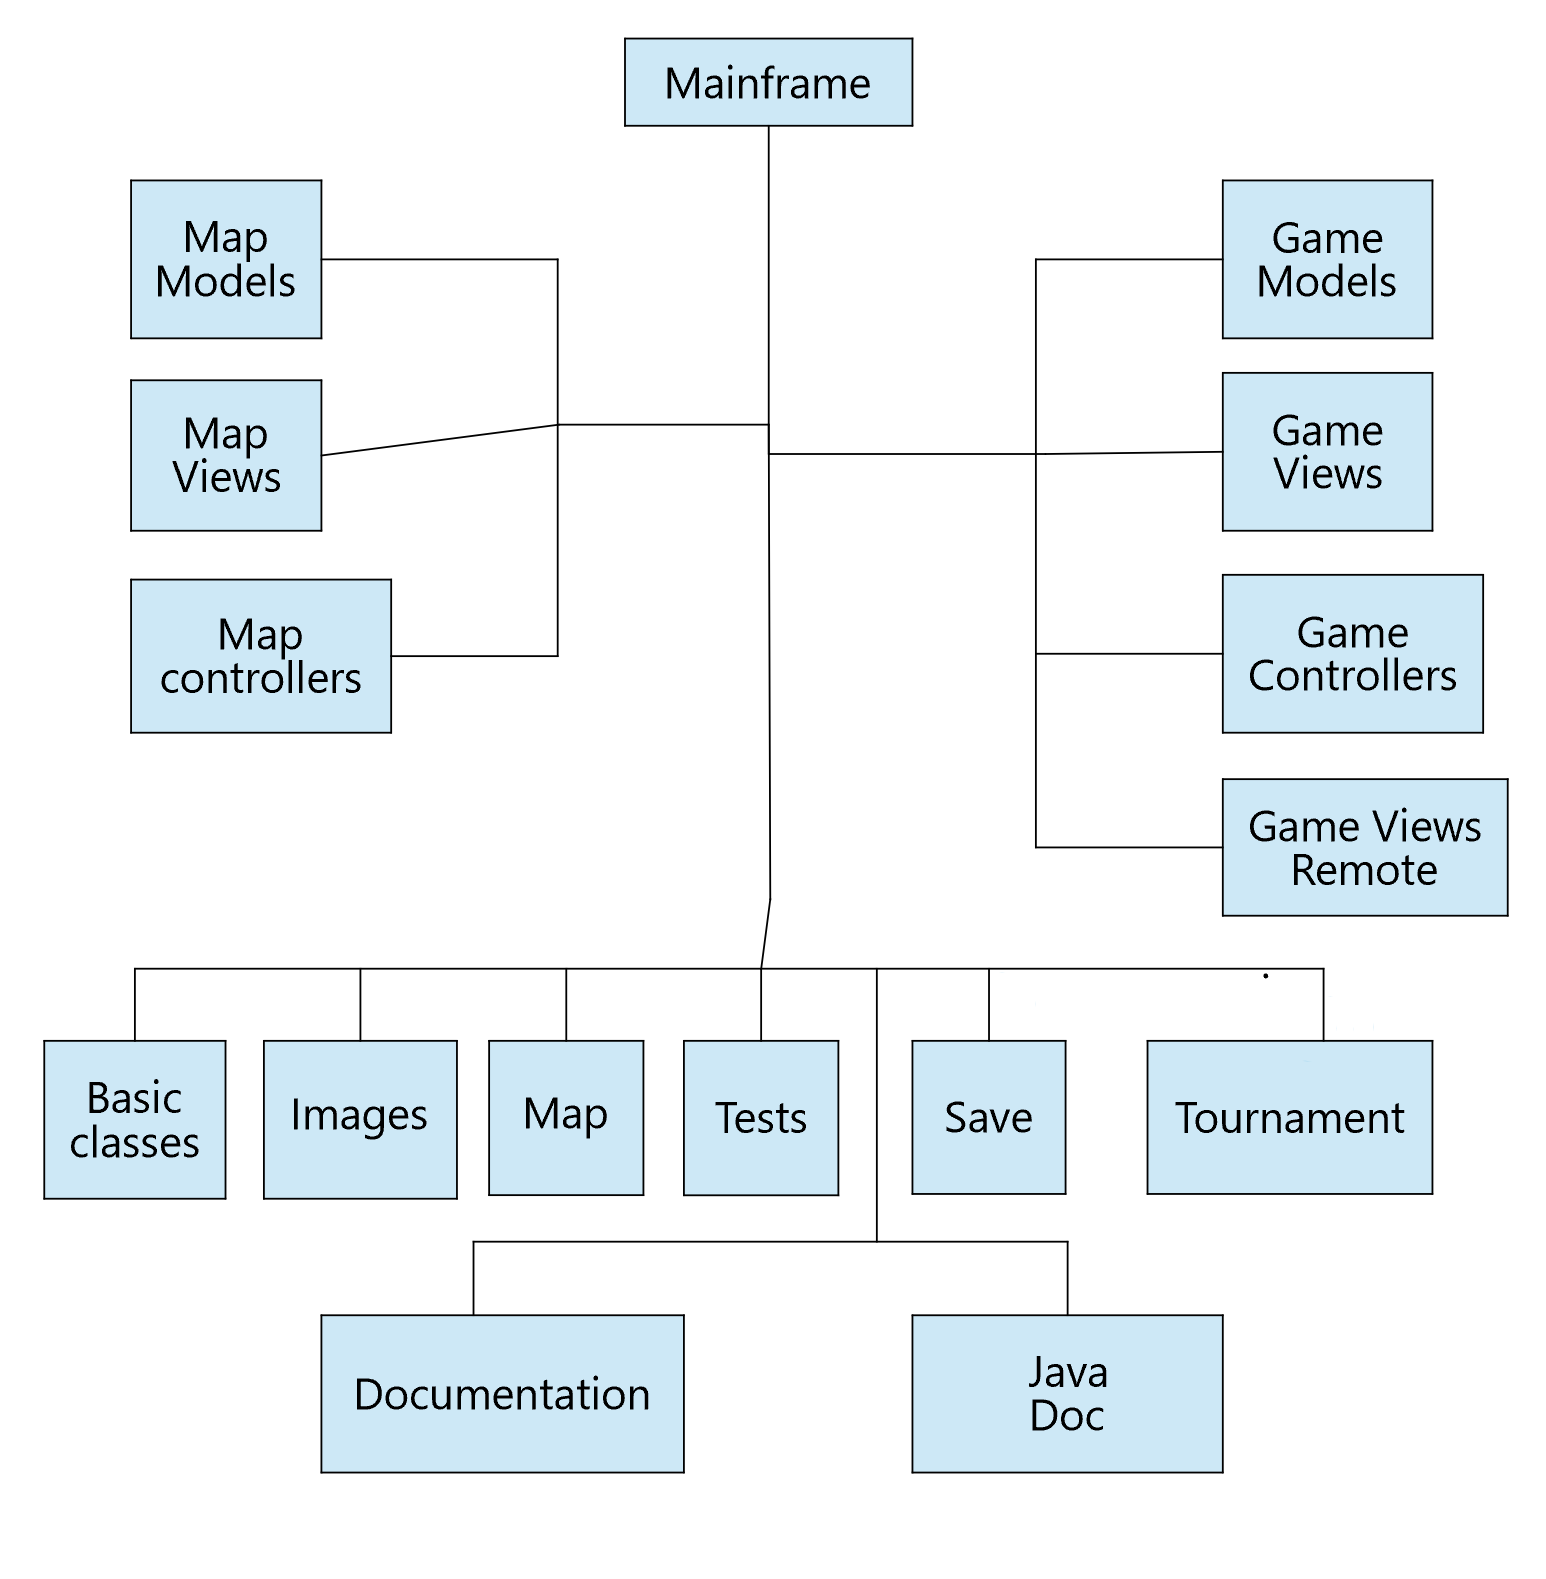 Mainframe
Map
Models
Game
Models
Map
Views
Game
Views
Map
controllers
Game
Controllers
Game Views
Remote
Basic
classes
Images
Map
Tests
Save
Tournament
Documentation
Java
Doc